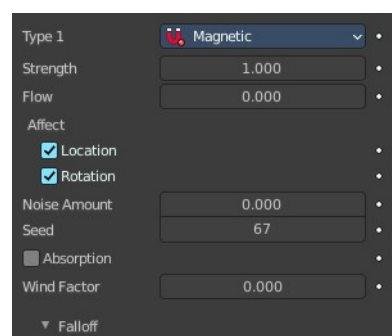 Type 1 Magnetic
Strength 1.000
Flow 0.000
Affect
Location
Rotation
Noise Amount 0.000
Seed 67
Absorption
Wind Factor 0.000
Falloff